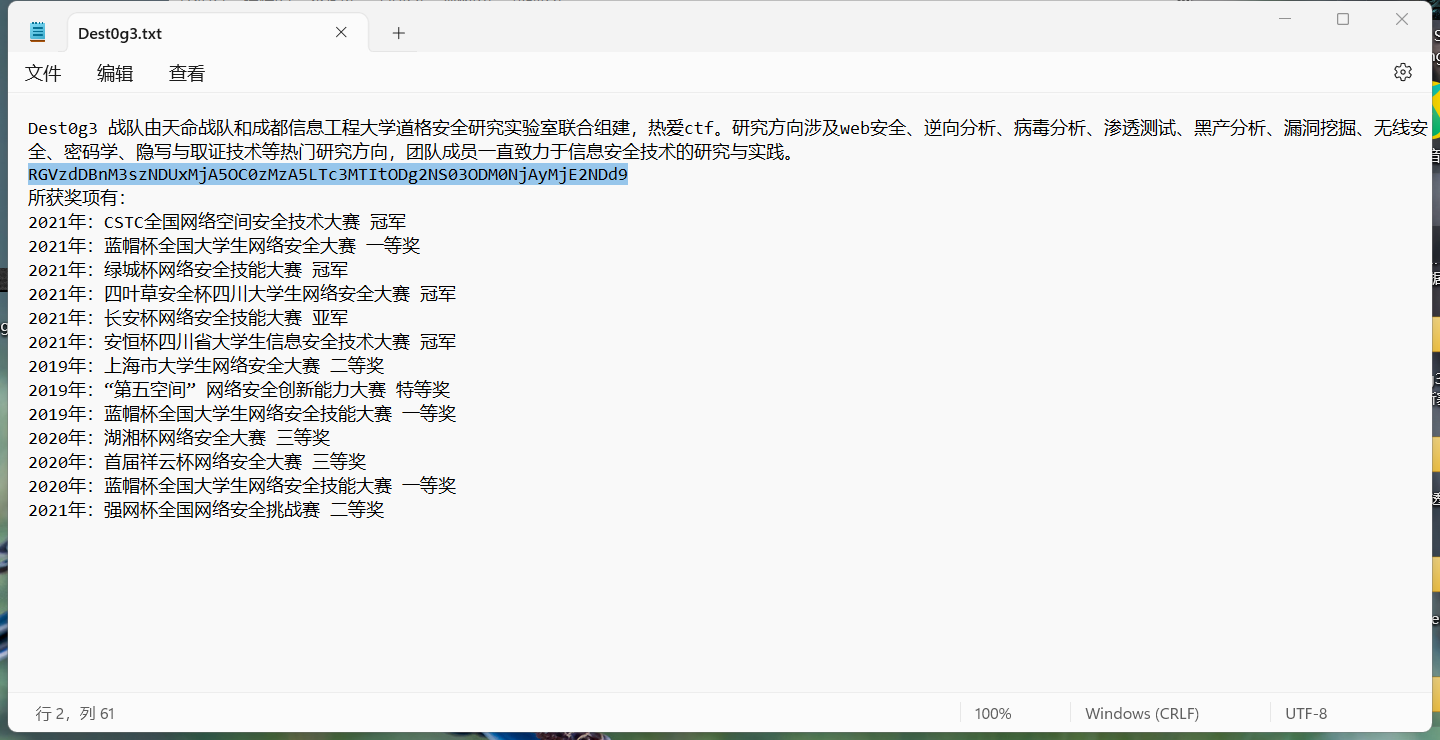 Dest0g3.txt
文件 编辑 查看
Dest0g3 战队由天命战队和成都信息工程大学道格安全研究实验室联合组建，热爱ctf。研究方向涉及web安全、逆向分析、病毒分析、渗透测试、黑产分析、漏洞挖掘、无线安
全、密码学、隐写与取证技术等热门研究方向，团队成员一直致力于信息安全技术的研究与实践。
RGVzdDBnM3szNDUxMjA5OC0zMzA5LTc3MTItODg2NS03ODM0NjAyMjE2NDd9
所获奖项有：
2021年：CSTC全国网络空间安全技术大赛 冠军
2021年：蓝帽杯全国大学生网络安全大赛 一等奖
2021年：绿城杯网络安全技能大赛 冠军
2021年：四叶草安全杯四川大学生网络安全大赛 冠军
2021年：长安杯网络安全技能大赛 亚军
2021年：安恒杯四川省大学生信息安全技术大赛 冠军
2019年：上海市大学生网络安全大赛 二等奖
2019年：“第五空间” 网络安全创新能力大赛 特等奖
2019年：蓝帽杯全国大学生网络安全技能大赛 一等奖
2020年：湖湘杯网络安全大赛 三等奖
2020年：首届祥云杯网络安全大赛 三等奖
2020年：蓝帽杯全国大学生网络安全技能大赛 一等奖
2021年：强网杯全国网络安全挑战赛 二等奖
行 2，列 61 100% Windows (CRLF) UTF-8